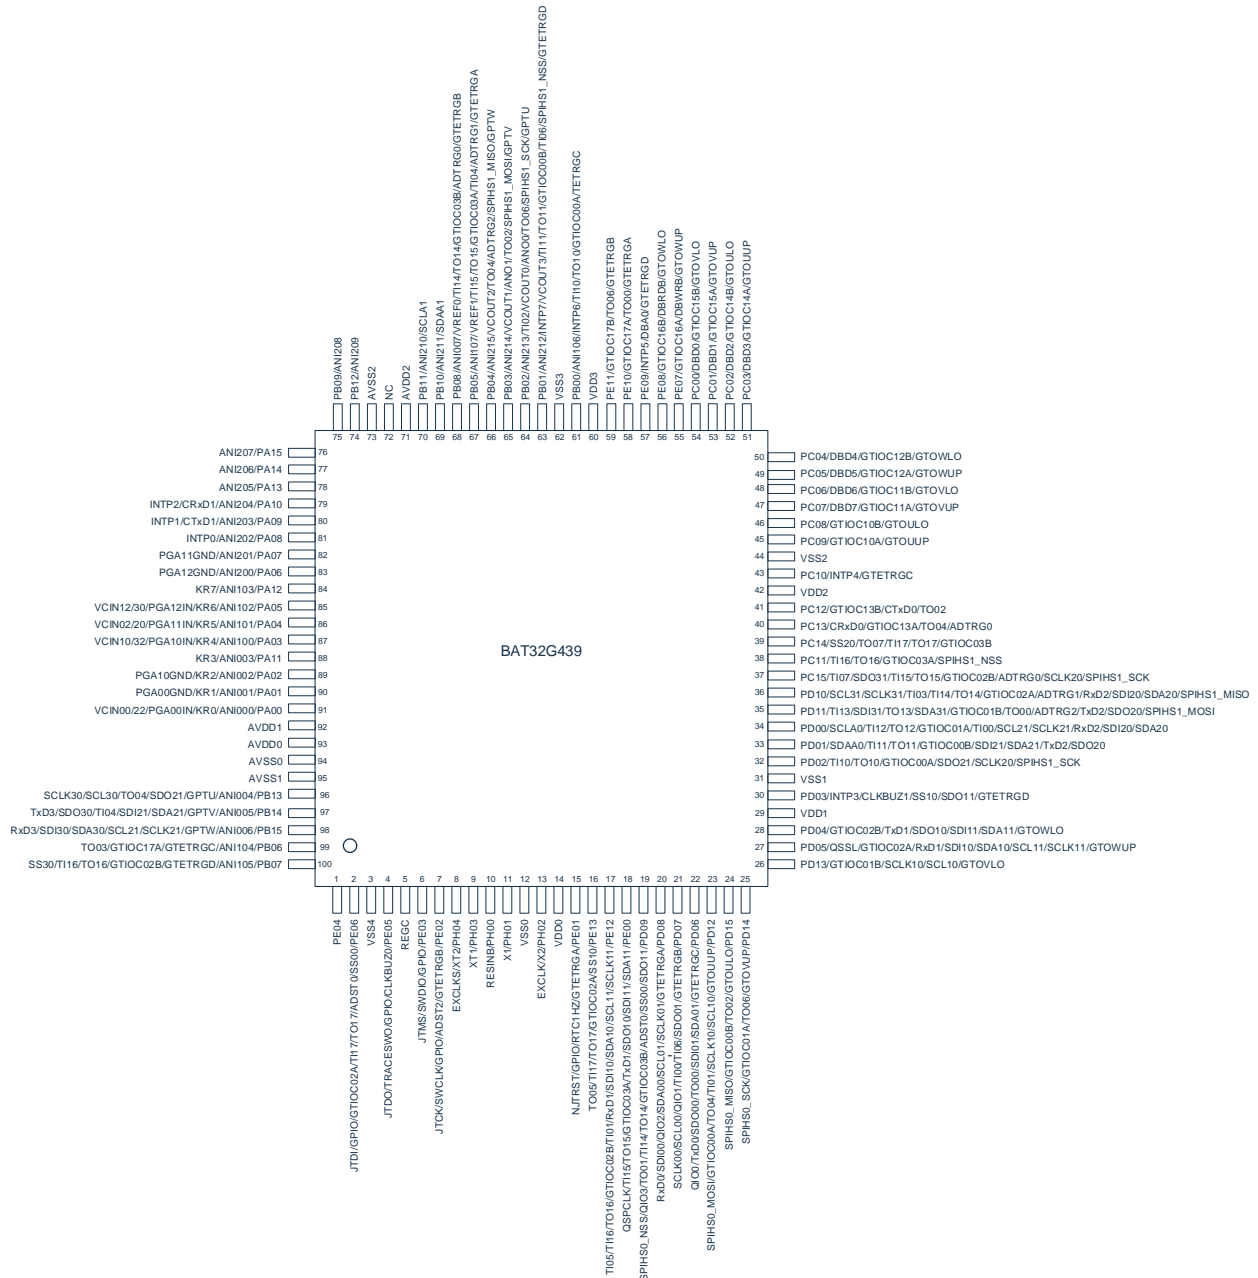 PB09/ANI208
PB12/ANI209
AVSS2
NC
AVDD2
PB11/ANI210/SCLA1
PB10/ANI211/SDAA1
PB08/ANI007/VREF0/TI14/TO14/GTIOC03B/ADTRG0/GTETRGB
PB05/ANI107/VREF1/TI15/TO15/GTIOC03A/TI04/ADTRG1/GTETRGA
PB04/ANI215/VCOUT2/TO04/ADTRG2/SPIHS1_MISO/GPTW
PB03/ANI214/VCOUT1/ANO1/TO02/SPIHS1_MOSI/GPTV
PB02/ANI213/TI02/VCOUT0/ANO0/TO06/SPIHS1_SCK/GPTU
PB01/ANI212/INTP7/VCOUT3/TI11/TO11/GTIOC00B/TI06/SPIHS1_NSS/GTETRGD
VSS3
PB00/ANI106/INTP6/TI10/TO10/GTIOC00A/TETRGC
VDD3
PE11/GTIOC17B/TO06/GTETRGB
PE10/GTIOC17A/TO00/GTETRGA
PE09/INTP5/DBA0/GTETRGD
PE08/GTIOC16B/DBRDB/GTOWLO
PE07/GTIOC16A/DBWRB/GTOWUP
PC00/DBD0/GTIOC15B/GTOVLO
PC01/DBD1/GTIOC15A/GTOVUP
PC02/DBD2/GTIOC14B/GTOULO
PC03/DBD3/GTIOC14A/GTOUUP
75 74 73 72 71 70 69 68 67 66 65 64 63 62 61 60 59 58 57 56 55 54 53 52 51
ANI207/PA15 76
ANI206/PA14 77
ANI205/PA13 78
INTP2/CRxD1/ANI204/PA10 79
INTP1/CTxD1/ANI203/PA09 80
INTP0/ANI202/PA08 81
PGA11GND/ANI201/PA07 82
PGA12GND/ANI200/PA06 83
KR7/ANI103/PA12 84
VCIN12/30/PGA12IN/KR6/ANI102/PA05 85
VCIN02/20/PGA11IN/KR5/ANI101/PA04 86
VCIN10/32/PGA10IN/KR4/ANI100/PA03 87
KR3/ANI003/PA11 88
PGA10GND/KR2/ANI002/PA02 89
PGA00GND/KR1/ANI001/PA01 90
VCIN00/22/PGA00IN/KR0/ANI000/PA00 91
AVDD1 92
AVDD0 93
AVSS0 94
AVSS1 95
SCLK30/SCL30/TO04/SDO21/GPTU/ANI004/PB13 96
TxD3/SDO30/TI04/SDI21/SDA21/GPTV/ANI005/PB14 97
RxD3/SDI30/SDA30/SCL21/SCLK21/GPTW/ANI006/PB15 98
TO03/GTIOC17A/GTETRGC/ANI104/PB06 99
SS30/TI16/TO16/GTIOC02B/GTETRGD/ANI105/PB07 100
BAT32G439
50 PC04/DBD4/GTIOC12B/GTOWLO
49 PC05/DBD5/GTIOC12A/GTOWUP
48 PC06/DBD6/GTIOC11B/GTOVLO
47 PC07/DBD7/GTIOC11A/GTOVUP
46 PC08/GTIOC10B/GTOULO
45 PC09/GTIOC10A/GTOUUP
44 VSS2
43 PC10/INTP4/GTETRGC
42 VDD2
41 PC12/GTIOC13B/CTxD0/TO02
40 PC13/CRxD0/GTIOC13A/TO04/ADTRG0
39 PC14/SS20/TO07/TI17/TO17/GTIOC03B
38 PC11/TI16/TO16/GTIOC03A/SPIHS1_NSS
37 PC15/TI07/SDO31/TI15/TO15/GTIOC02B/ADTRG0/SCLK20/SPIHS1_SCK
36 PD10/SCL31/SCLK31/TI03/TI14/TO14/GTIOC02A/ADTRG1/RxD2/SDI20/SDA20/SPIHS1_MISO
35 PD11/TI13/SDI31/TO13/SDA31/GTIOC01B/TO00/ADTRG2/TxD2/SDO20/SPIHS1_MOSI
34 PD00/SCLA0/TI12/TO12/GTIOC01A/TI00/SCL21/SCLK21/RxD2/SDI20/SDA20
33 PD01/SDAA0/TI11/TO11/GTIOC00B/SDI21/SDA21/TxD2/SDO20
32 PD02/TI10/TO10/GTIOC00A/SDO21/SCLK20/SPIHS1_SCK
31 VSS1
30 PD03/INTP3/CLKBUZ1/SS10/SDO11/GTETRGD
29 VDD1
28 PD04/GTIOC02B/TxD1/SDO10/SDI11/SDA11/GTOWLO
27 PD05/QSSL/GTIOC02A/RxD1/SDI10/SDA10/SCL11/SCLK11/GTOWUP
26 PD13/GTIOC01B/SCLK10/SCL10/GTOVLO
1 2 3 4 5 6 7 8 9 10 11 12 13 14 15 16 17 18 19 20 21 22 23 24 25
PE04
JTDI/GPIO/GTIOC02A/TI17/TO17/ADST0/SS00/PE06
VSS4
JTDO/TRACESWO/GPIO/CLKBUZ0/PE05
REGC
JTMS/SWDIO/GPIO/PE03
JTCK/SWCLK/GPIO/ADST2/GTETRGB/PE02
EXCLKS/XT2/PH04
XT1/PH03
RESINB/PH00
X1/PH01
VSS0
EXCLK/X2/PH02
VDD0
NJTRST/GPIO/RTC1HZ/GTETRGA/PE01
TO05/TI17/TO17/GTIOC02A/SS10/PE13
TI05/TI16/TO16/GTIOC02B/TI01/RxD1/SDI10/SDA10/SCL11/SCLK11/PE12
QSPCLK/TI15/TO15/GTIOC03A/TxD1/SDO10/SDI11/SDA11/PE00
SPIHS0_NSS/QIO3/TO01/TI14/TO14/GTIOC03B/ADST0/SS00/SDO11/PD09
RxD0/SDI00/QIO2/SDA00/SCL01/SCLK01/GTETRGA/PD08
SCLK00/SCL00/QIO1/TI00/TI06/SDO01/GTETRGB/PD07
QIO0/TxD0/SDO00/TO00/SDI01/SDA01/GTETRGC/PD06
SPIHS0_MOSI/GTIOC00A/TO04/TI01/SCLK10/SCL10/GTOUUP/PD12
SPIHS0_MISO/GTIOC00B/TO02/GTOULO/PD15
SPIHS0_SCK/GTIOC01A/TO06/GTOVUP/PD14